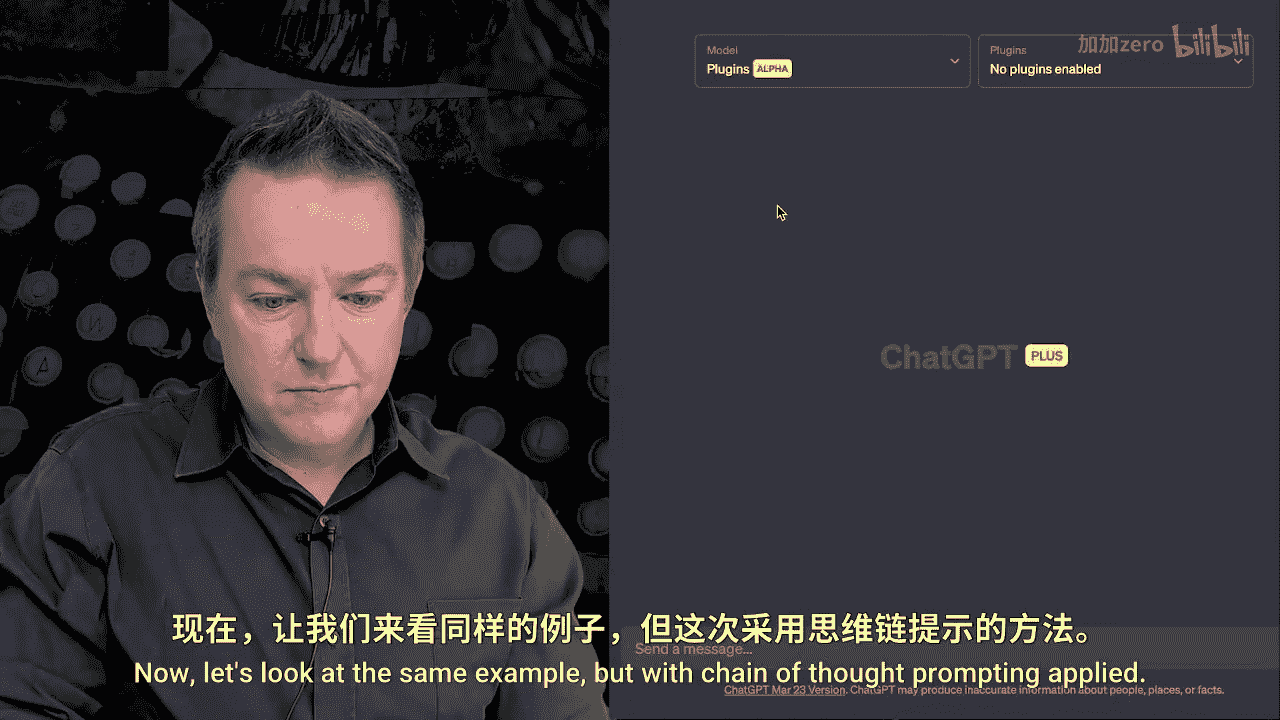 加加zero bilibili
Model
Plugins ALPHA
Plugins
No plugins enabled
ChatGPT PLUS
现在，让我们来看同样的例子，但这次采用思维链提示的方法。
Send a message...
Now, let's look at the same example, but with chain of thought prompting applied.
ChatGPT Mar 23 Version. ChatGPT may produce inaccurate information about people, places, or facts.